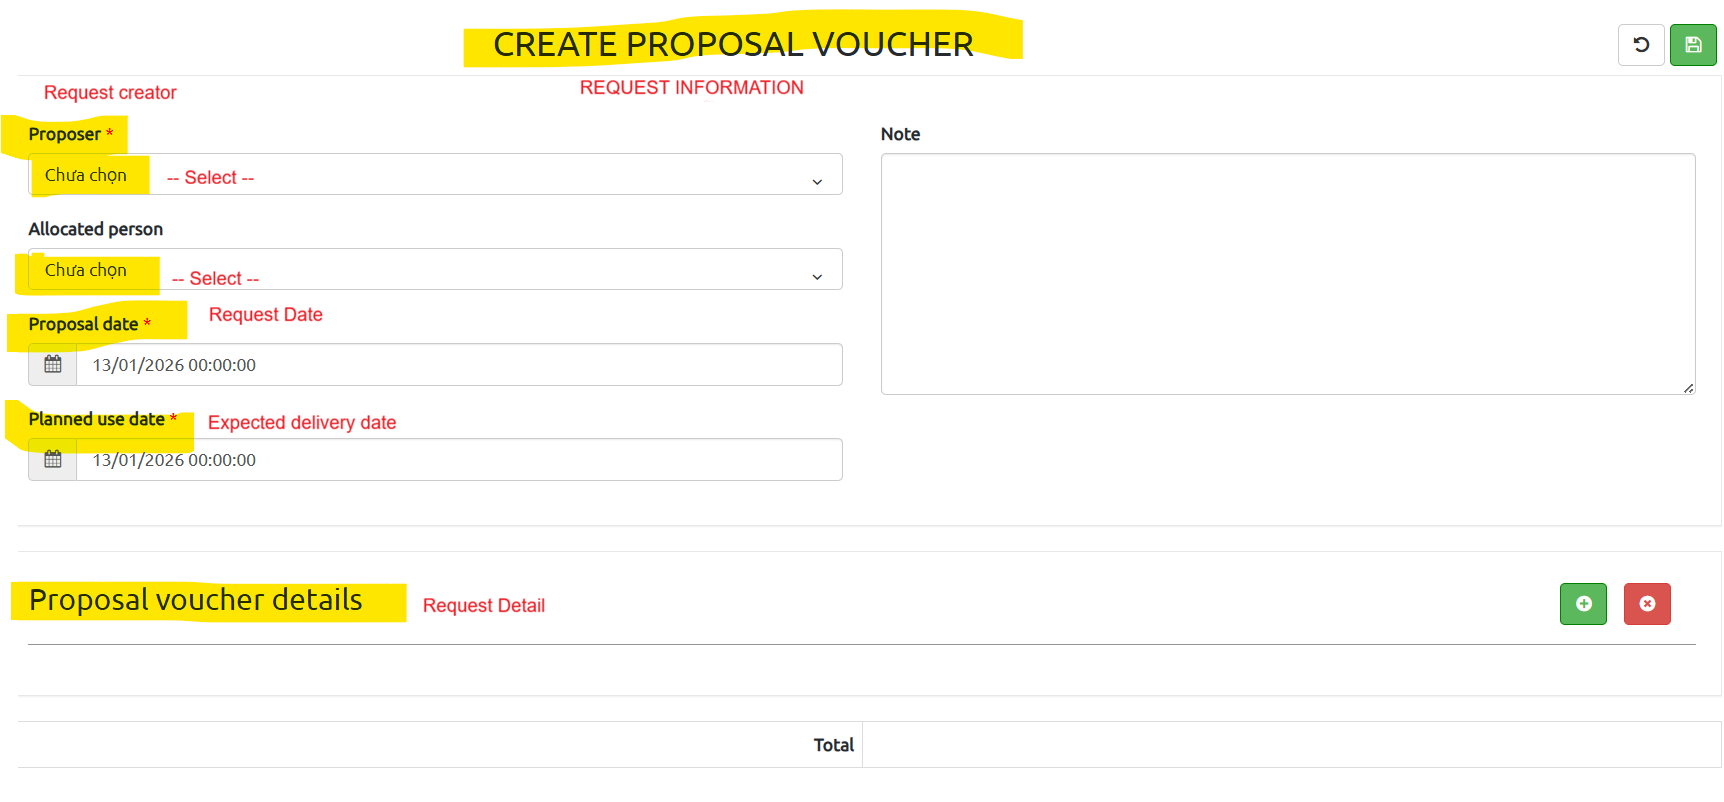 CREATE PROPOSAL VOUCHER
Request creator
REQUEST INFORMATION
Proposer *
Chưa chọn
-- Select --
Allocated person
Chưa chọn
-- Select --
Proposal date *
Request Date
13/01/2026 00:00:00
Planned use date *
Expected delivery date
13/01/2026 00:00:00
Note
Proposal voucher details
Request Detail
Total